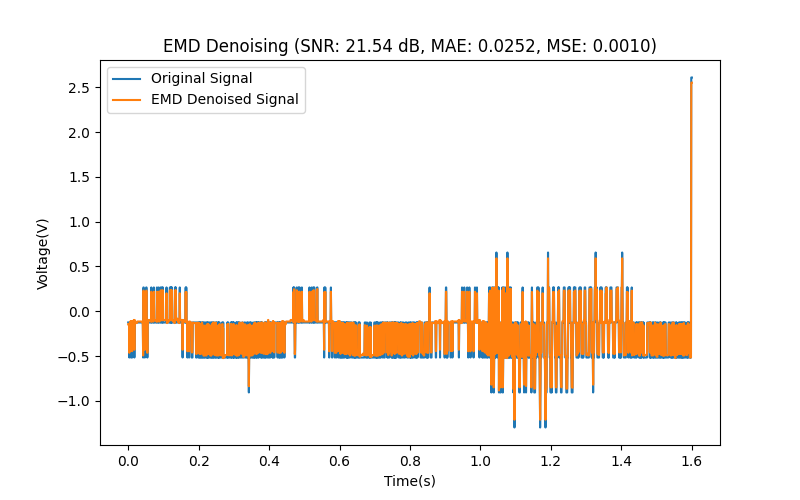 EMD Denoising (SNR: 21.54 dB, MAE: 0.0252, MSE: 0.0010)
Original Signal
EMD Denoised Signal
2.5
2.0
1.5
1.0
0.5
0.0
−0.5
−1.0
Voltage(V)
0.0 0.2 0.4 0.6 0.8 1.0 1.2 1.4 1.6
Time(s)